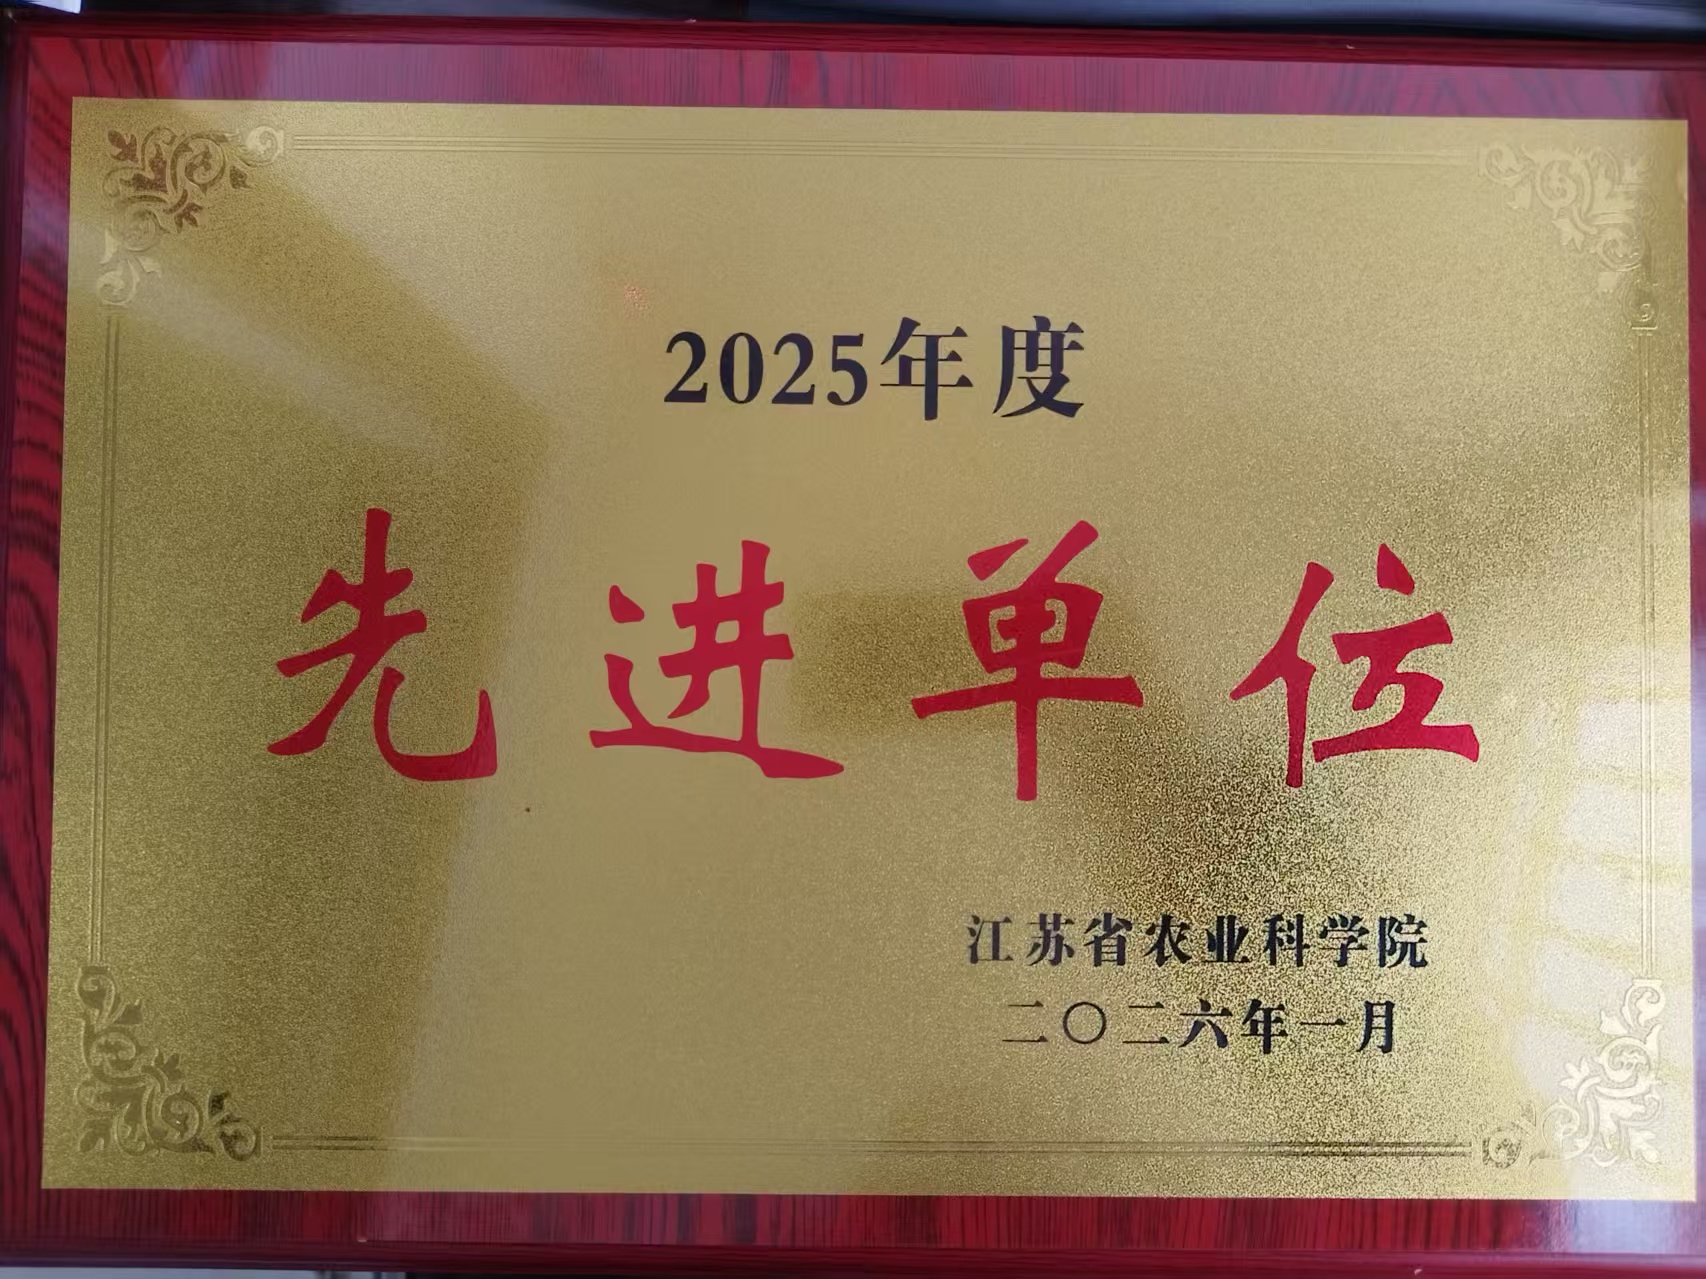 2025年度
先进单位
江苏省农业科学院
二〇二六年一月